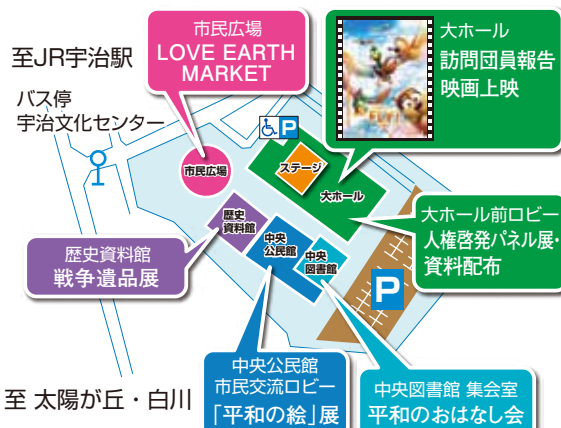 市民広場
LOVE EARTH
MARKET
大ホール
訪問団員報告
映画上映
至JR宇治駅
バス停
宇治文化センター
P
市民広場
ステージ
大ホール
歴史
資料館
中央
公民館
中央
図書館
大ホール前ロビー
人権啓発パネル展・
資料配布
歴史資料館
戦争遺品展
P
中央公民館
市民交流ロビー
「平和の絵」展
中央図書館 集会室
平和のおはなし会
至 太陽が丘・白川